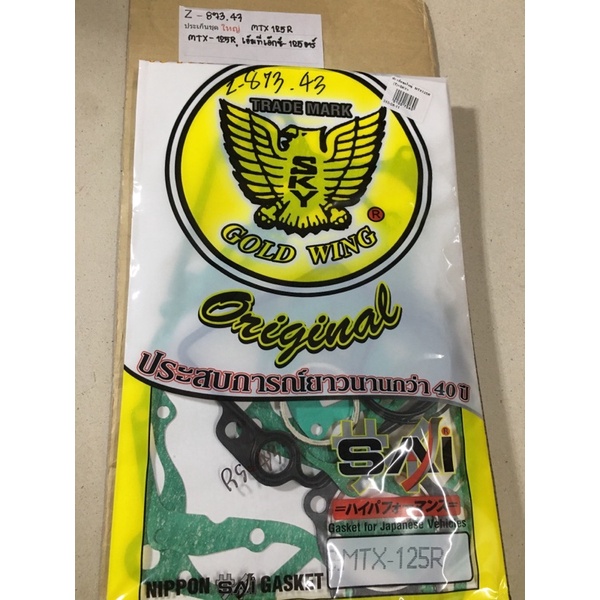 Z - 873.43
ประเก็นชุด ใหญ่ MTX 125R
MTX - 125R, เอ็มทีเอ็กซ์ - 125อาร์
Z-873.43
TRADE MARK
SKY
®
GOLD WING
Original
ประสบการณ์ยาวนานกว่า 40 ปี
SAi®
=ハイパフォーマンス=
Gasket for Japanese Vehicles
MTX-125R
NIPPON SAi GASKET